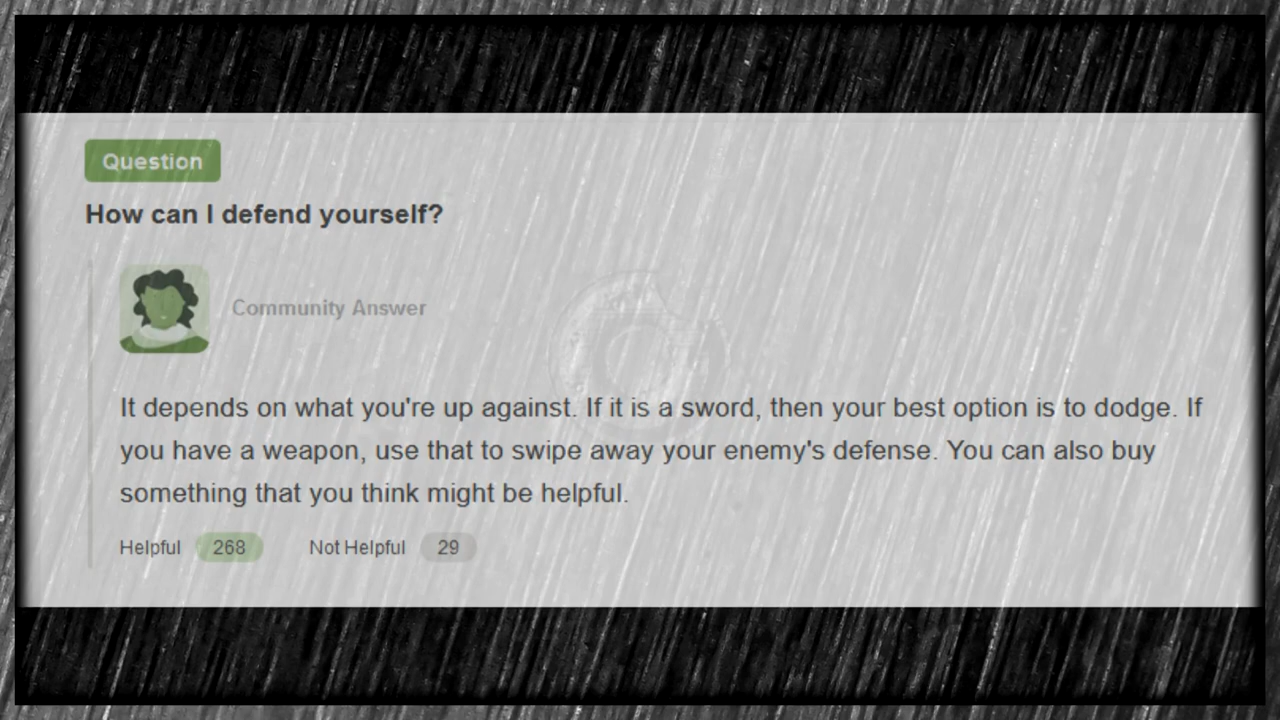 Question
How can I defend yourself?
Community Answer
It depends on what you're up against. If it is a sword, then your best option is to dodge. If
you have a weapon, use that to swipe away your enemy's defense. You can also buy
something that you think might be helpful.
Helpful 268 Not Helpful 29